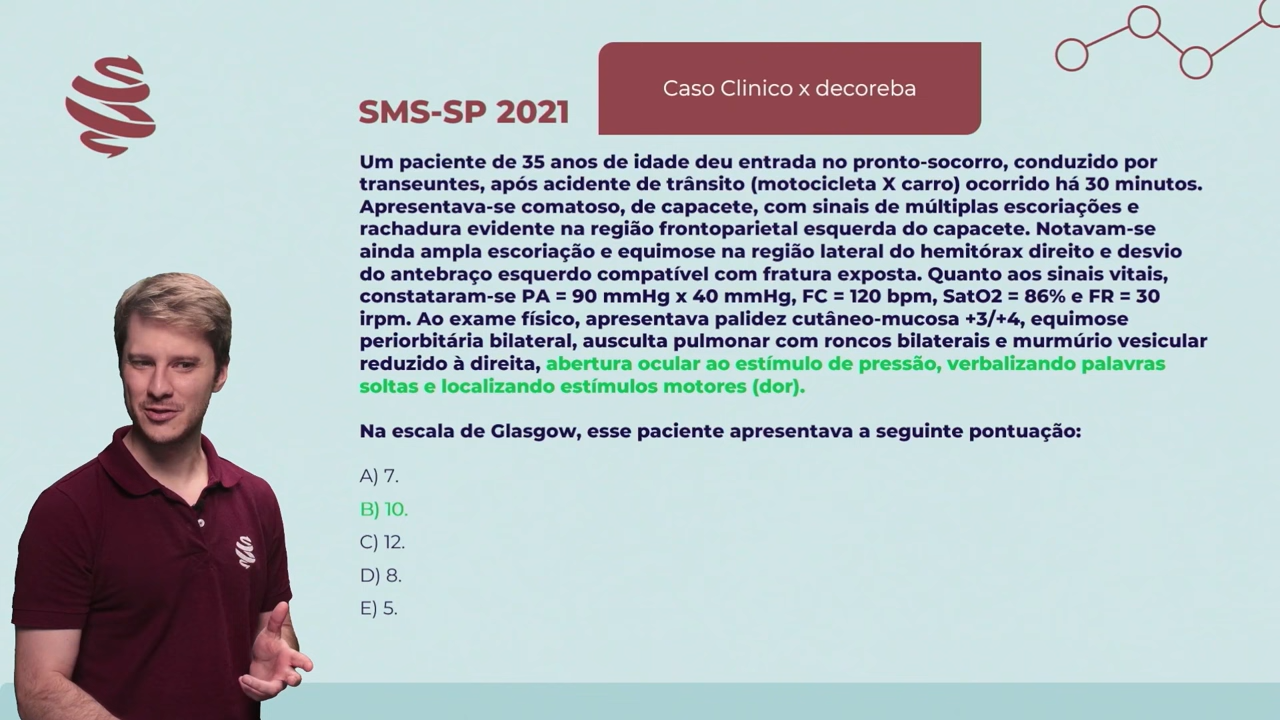 Caso Clinico x decoreba
SMS-SP 2021
Um paciente de 35 anos de idade deu entrada no pronto-socorro, conduzido por
transeuntes, após acidente de trânsito (motocicleta X carro) ocorrido há 30 minutos.
Apresentava-se comatoso, de capacete, com sinais de múltiplas escoriações e
rachadura evidente na região frontoparietal esquerda do capacete. Notavam-se
ainda ampla escoriação e equimose na região lateral do hemitórax direito e desvio
do antebraço esquerdo compatível com fratura exposta. Quanto aos sinais vitais,
constataram-se PA = 90 mmHg x 40 mmHg, FC = 120 bpm, SatO2 = 86% e FR = 30
irpm. Ao exame físico, apresentava palidez cutâneo-mucosa +3/+4, equimose
periorbitária bilateral, ausculta pulmonar com roncos bilaterais e murmúrio vesicular
reduzido à direita, abertura ocular ao estímulo de pressão, verbalizando palavras
soltas e localizando estímulos motores (dor).
Na escala de Glasgow, esse paciente apresentava a seguinte pontuação:
A) 7.
B) 10.
C) 12.
D) 8.
E) 5.